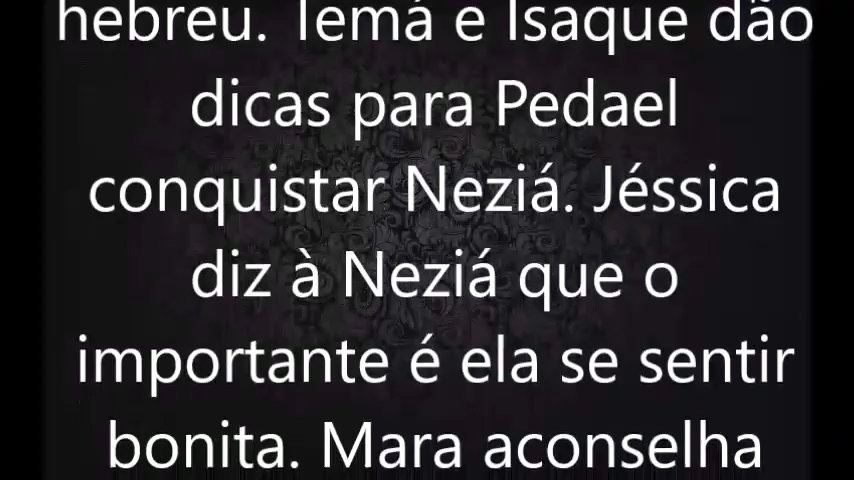 hebreu. Temá e Isaque dão
dicas para Pedael
conquistar Neziá. Jéssica
diz à Neziá que o
importante é ela se sentir
bonita. Mara aconselha